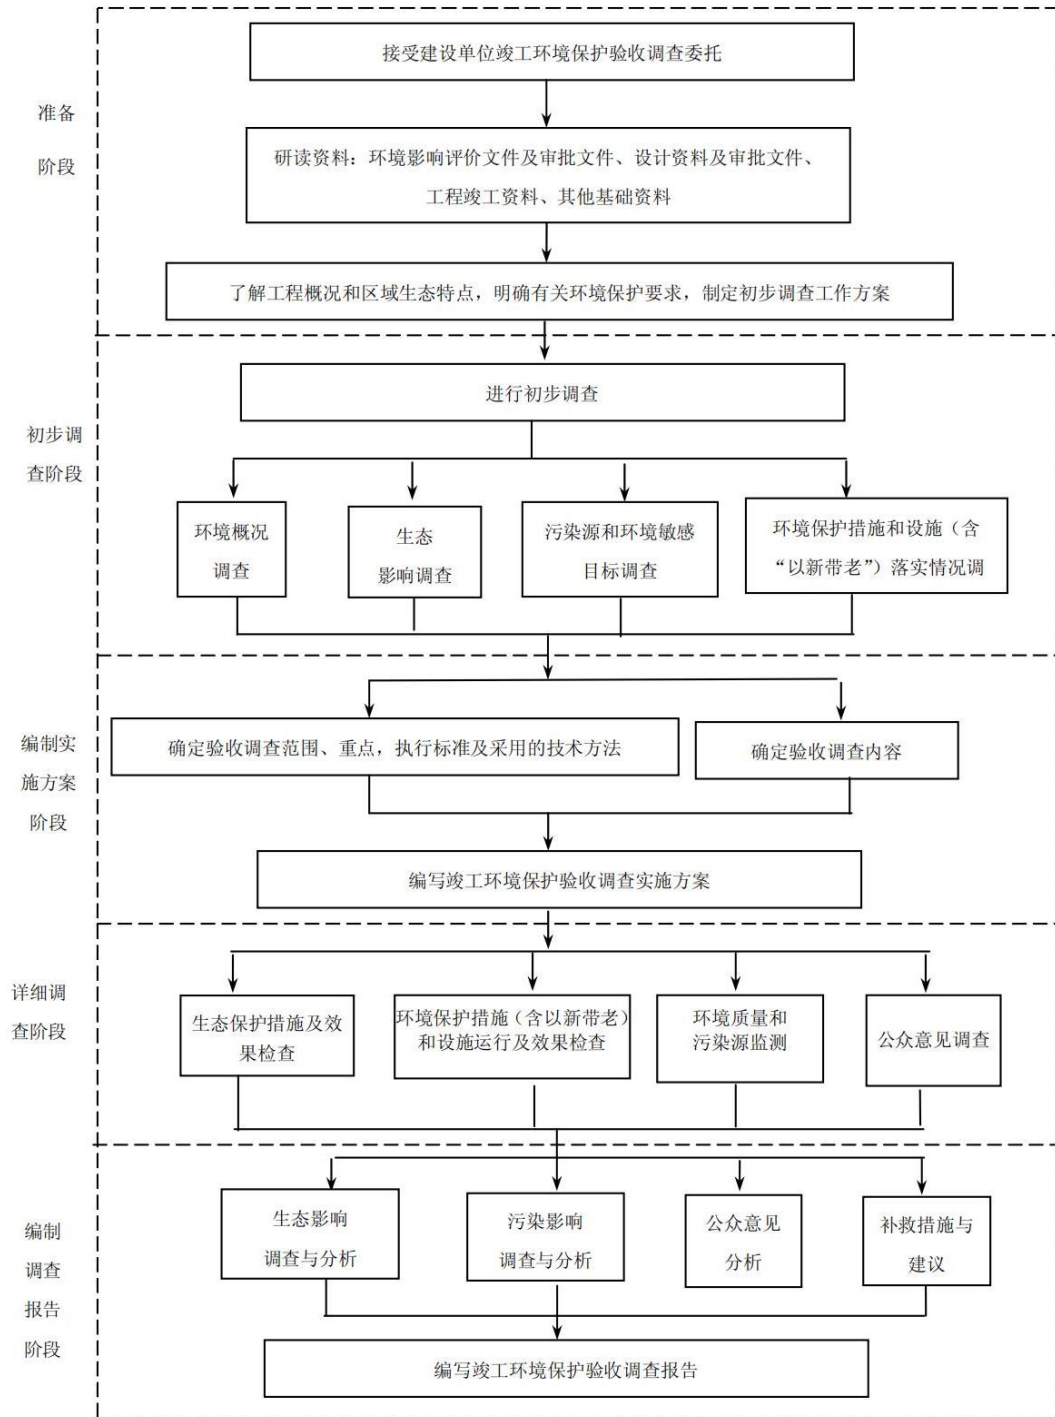 接受建设单位竣工环境保护验收调查委托
准备
阶段
研读资料：环境影响评价文件及审批文件、设计资料及审批文件、
工程竣工资料、其他基础资料
了解工程概况和区域生态特点，明确有关环境保护要求，制定初步调查工作方案
进行初步调查
初步调
查阶段
环境概况
调查
生态
影响调查
污染源和环境敏感
目标调查
环境保护措施和设施（含
“以新带老”）落实情况调
编制实
施方案
阶段
确定验收调查范围、重点，执行标准及采用的技术方法
确定验收调查内容
编写竣工环境保护验收调查实施方案
详细调
查阶段
生态保护措施及效
果检查
环境保护措施（含以新带老）
和设施运行及效果检查
环境质量和
污染源监测
公众意见调查
编制
调查
报告
阶段
生态影响
调查与分析
污染影响
调查与分析
公众意见
分析
补救措施与
建议
编写竣工环境保护验收调查报告